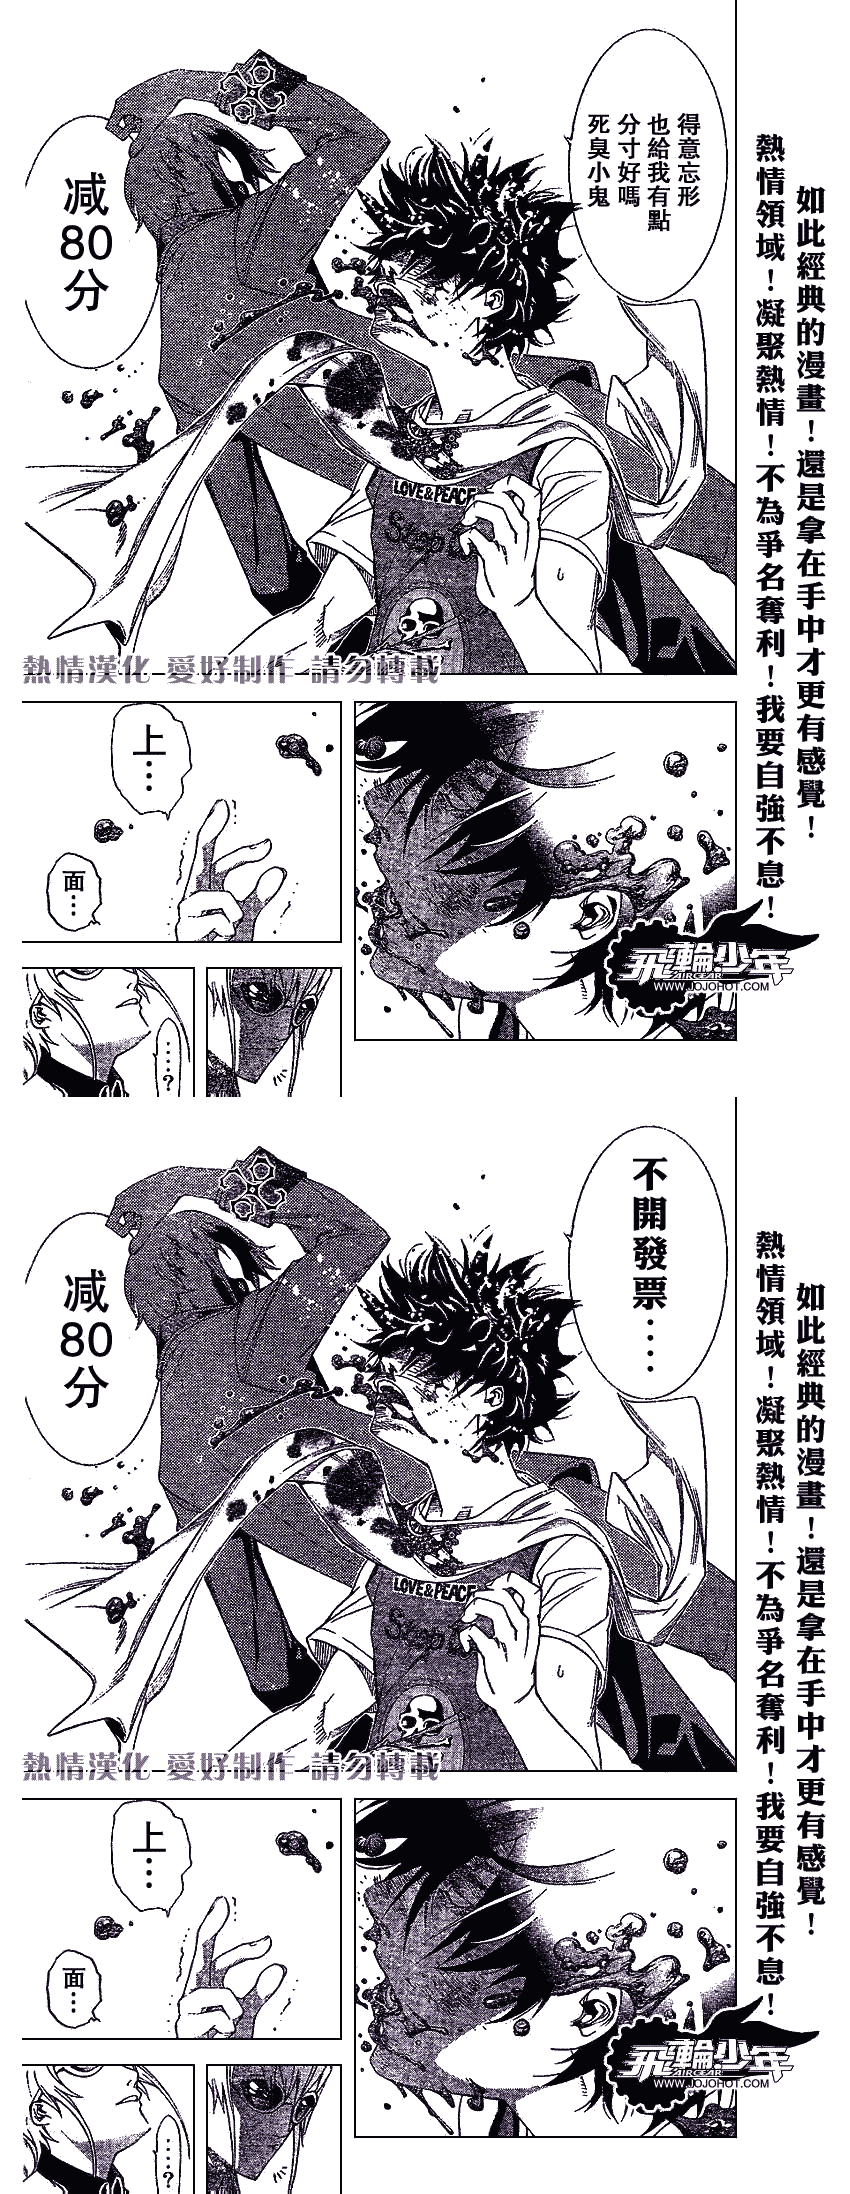 如此經典的漫畫！還是拿在手中才更有感覺！
熱情領域！凝聚熱情！不為爭名奪利！我要自強不息！
得意忘形
也給我有點
分寸好嗎
死臭小鬼
减
80
分
LOVE&PEACE
Stop
熱情漢化 愛好制作 請勿轉載
上…
面…
飛輪少年
AIRGEAR
WWW.JOJOHOT.COM
……？
如此經典的漫畫！還是拿在手中才更有感覺！
熱情領域！凝聚熱情！不為爭名奪利！我要自強不息！
不開發票……
减
80
分
LOVE&PEACE
Stop
熱情漢化 愛好制作 請勿轉載
上…
面…
飛輪少年
AIRGEAR
WWW.JOJOHOT.COM
……？